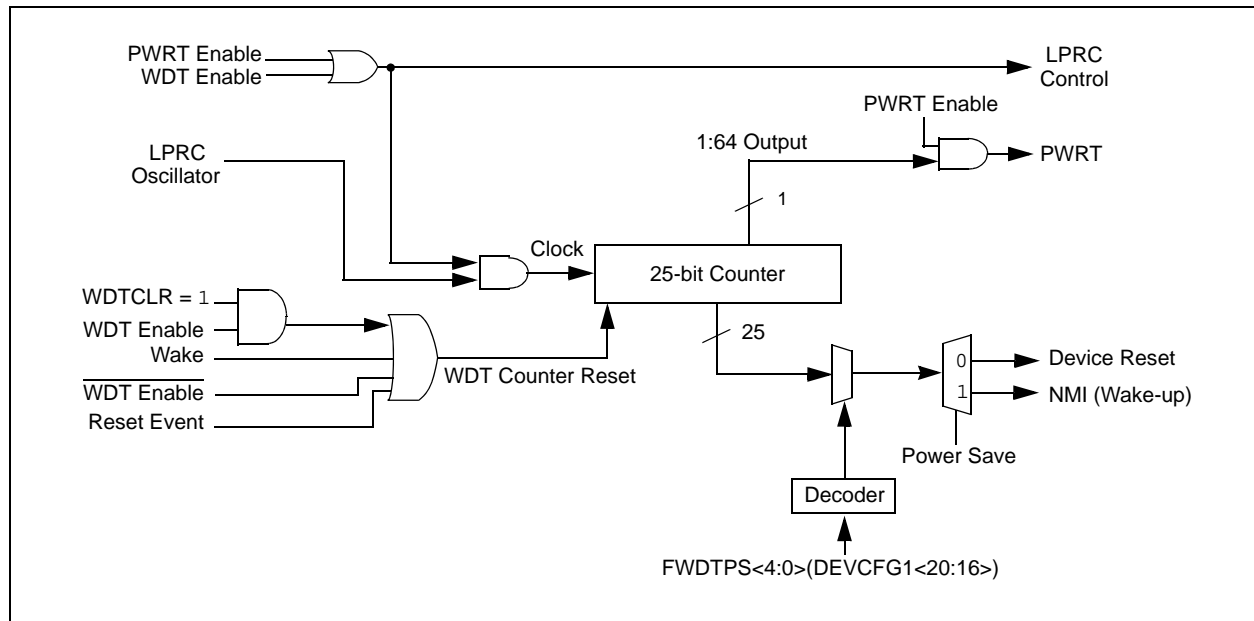 PWRT Enable
WDT Enable
LPRC
Control
PWRT Enable
1:64 Output
LPRC
Oscillator
PWRT
1
Clock
25-bit Counter
WDTCLR = 1
WDT Enable
Wake
WDT Enable
Reset Event
WDT Counter Reset
25
0
1
Device Reset
NMI (Wake-up)
Power Save
Decoder
FWDTPS<4:0>(DEVCFG1<20:16>)